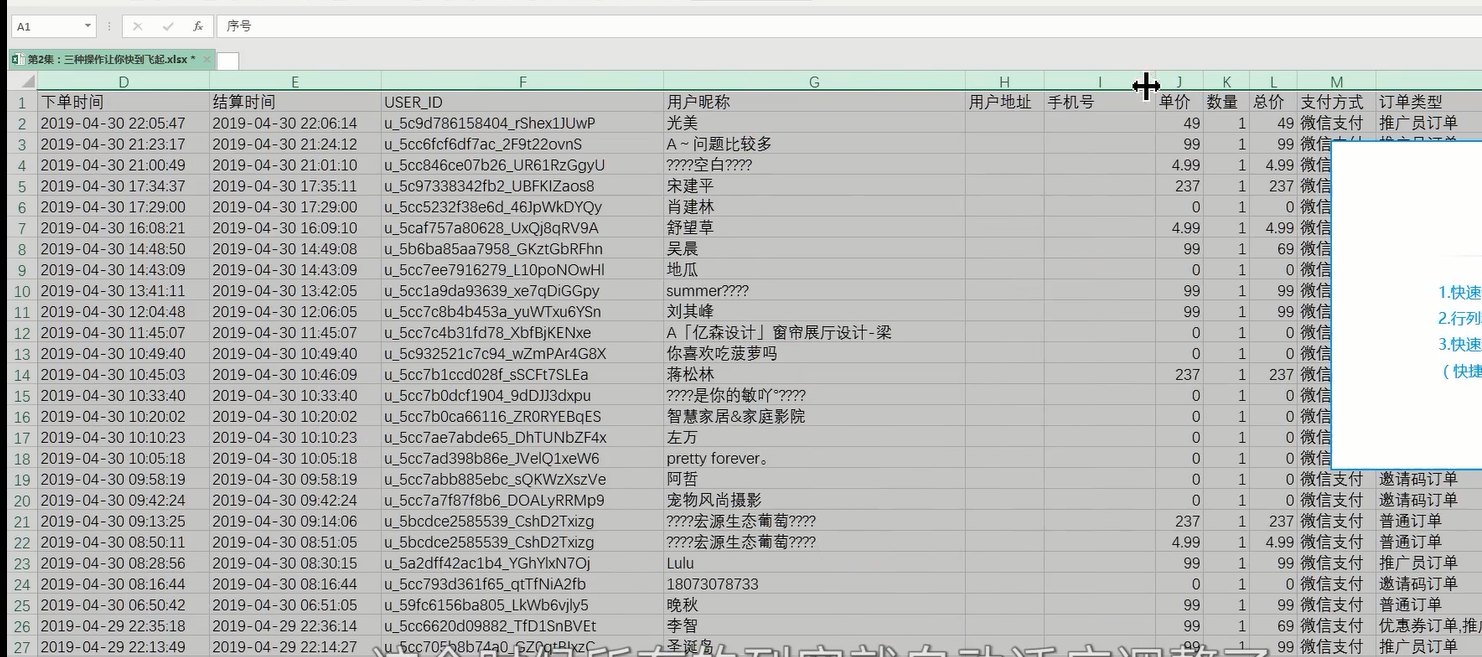 A1 fx 序号
第2集：三种操作让你快到飞起.xlsx *
D E F G H I J K L M
1 下单时间 结算时间 USER_ID 用户昵称 用户地址 手机号 单价 数量 总价 支付方式 订单类型
2 2019-04-30 22:05:47 2019-04-30 22:06:14 u_5c9d786158404_rShex1JUwP 光美 49 1 49 微信支付 推广员订单
3 2019-04-30 21:23:17 2019-04-30 21:24:12 u_5cc6fcf6df7ac_2F9t22ovnS A~问题比较多 99 1 99 微信
4 2019-04-30 21:00:49 2019-04-30 21:01:10 u_5cc846ce07b26_UR61RzGgyU ????空白???? 4.99 1 4.99 微信
5 2019-04-30 17:34:37 2019-04-30 17:35:11 u_5c97338342fb2_UBFKIZaos8 宋建平 237 1 237 微信
6 2019-04-30 17:29:00 2019-04-30 17:29:00 u_5cc5232f38e6d_46JpWkDYQy 肖建林 0 1 0 微信
7 2019-04-30 16:08:21 2019-04-30 16:09:10 u_5caf757a80628_UxQj8qRV9A 舒望草 4.99 1 4.99 微信
8 2019-04-30 14:48:50 2019-04-30 14:49:08 u_5b6ba85aa7958_GKztGbRFhn 吴晨 99 1 69 微信
9 2019-04-30 14:43:09 2019-04-30 14:43:09 u_5cc7ee7916279_L10poNOwHl 地瓜 0 1 0 微信
10 2019-04-30 13:41:11 2019-04-30 13:42:05 u_5cc1a9da93639_xe7qDiGGpy summer???? 99 1 99 微信 1.快速
11 2019-04-30 12:04:48 2019-04-30 12:06:05 u_5cc7c8b4b453a_yuWTxu6YSn 刘其峰 99 1 99 微信 2.行列
12 2019-04-30 11:45:07 2019-04-30 11:45:07 u_5cc7c4b31fd78_XbfBjKENxe A「亿森设计」窗帘展厅设计-梁 0 1 0 微信
13 2019-04-30 10:49:40 2019-04-30 10:49:40 u_5c932521c7c94_wZmPAr4G8X 你喜欢吃菠萝吗 0 1 0 微信 3.快速
14 2019-04-30 10:45:03 2019-04-30 10:46:09 u_5cc7b1ccd028f_sSCFt7SLEa 蒋松林 237 1 237 微信 （快捷
15 2019-04-30 10:33:40 2019-04-30 10:33:40 u_5cc7b0dcf1904_9dDJJ3dxpu ????是你的敏吖°???? 0 1 0 微信
16 2019-04-30 10:20:02 2019-04-30 10:20:02 u_5cc7b0ca66116_ZR0RYEBqES 智慧家居&家庭影院 0 1 0 微信
17 2019-04-30 10:10:23 2019-04-30 10:10:23 u_5cc7ae7abde65_DhTUNbZF4x 左万 0 1 0 微信
18 2019-04-30 10:05:18 2019-04-30 10:05:18 u_5cc7ad398b86e_JVelQ1xeW6 pretty forever。 0 1 0 微信
19 2019-04-30 09:58:19 2019-04-30 09:58:19 u_5cc7abb885ebc_sQKWzXszVe 阿哲 0 1 0 微信支付 邀请码订单
20 2019-04-30 09:42:24 2019-04-30 09:42:24 u_5cc7a7f87f8b6_DOALyRRMp9 宠物风尚摄影 0 1 0 微信支付 邀请码订单
21 2019-04-30 09:13:25 2019-04-30 09:14:06 u_5bcdce2585539_CshD2Txizg ????宏源生态葡萄???? 237 1 237 微信支付 普通订单
22 2019-04-30 08:50:11 2019-04-30 08:51:05 u_5bcdce2585539_CshD2Txizg ????宏源生态葡萄???? 4.99 1 4.99 微信支付 普通订单
23 2019-04-30 08:28:56 2019-04-30 08:30:15 u_5a2dff42ac1b4_YGhYlxN7Oj Lulu 99 1 99 微信支付 推广员订单
24 2019-04-30 08:16:44 2019-04-30 08:16:44 u_5cc793d361f65_qtTfNiA2fb 18073078733 0 1 0 微信支付 邀请码订单
25 2019-04-30 06:50:42 2019-04-30 06:51:05 u_59fc6156ba805_LkWb6vjly5 晚秋 99 1 99 微信支付 普通订单
26 2019-04-29 22:35:18 2019-04-29 22:36:14 u_5cc6620d09882_TfD1SnBVEt 李智 99 1 69 微信支付 优惠券订单,推
27 2019-04-29 22:13:49 2019-04-29 22:14:27 圣诞岛 99 1 99 微信支付 推广员订单